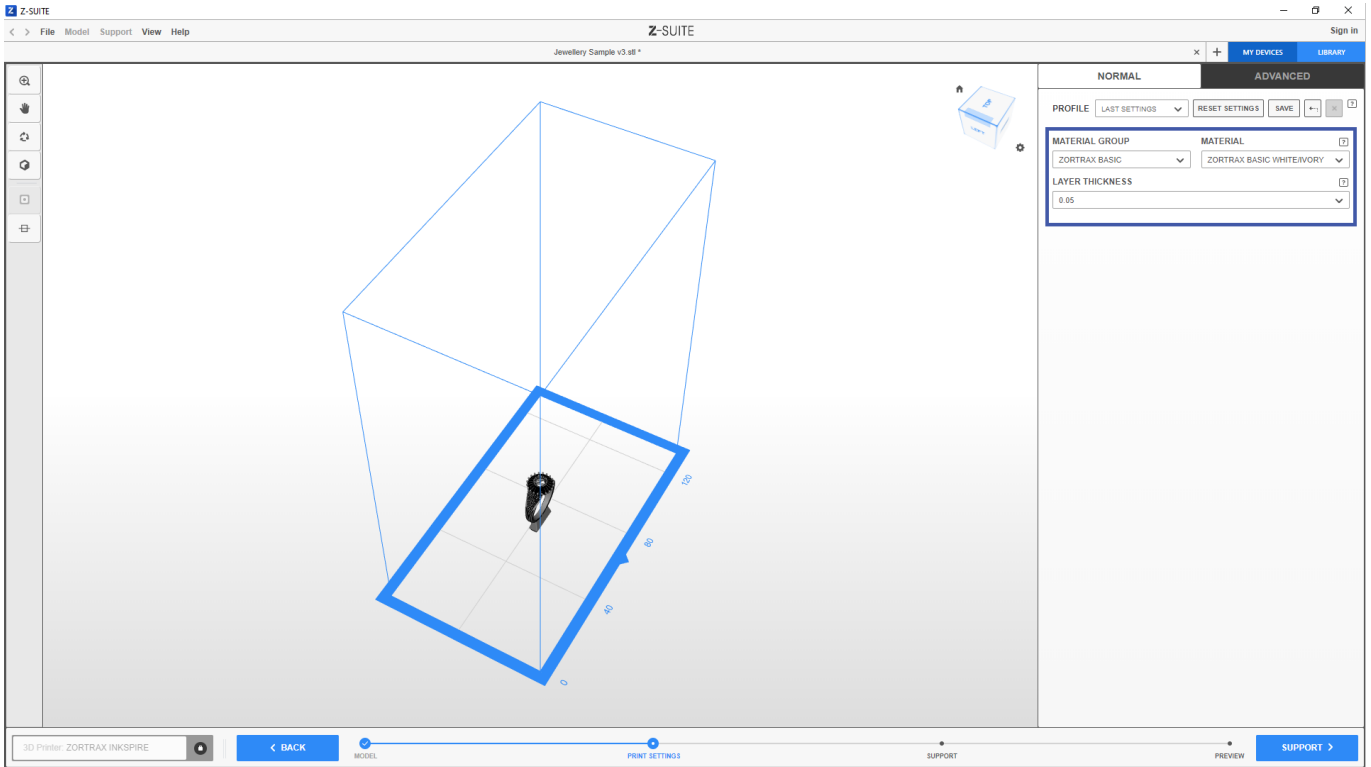 Z Z-SUITE
File Model Support View Help
Z-SUITE
Sign in
Jewellery Sample v3.stl *
MY DEVICES
LIBRARY
NORMAL
ADVANCED
PROFILE
LAST SETTINGS
RESET SETTINGS
SAVE
?
MATERIAL GROUP
MATERIAL
?
ZORTRAX BASIC
ZORTRAX BASIC WHITE/IVORY
LAYER THICKNESS
?
0.05
TOP
120
80
40
0
3D Printer: ZORTRAX INKSPIRE
BACK
MODEL
PRINT SETTINGS
SUPPORT
PREVIEW
SUPPORT